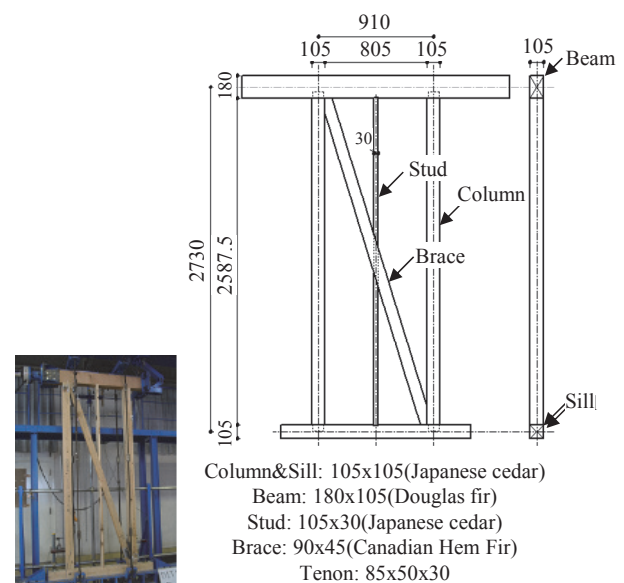 910
105 805 105
105
Beam
180
30
Stud
Column
2730
2587.5
Brace
Sill
105
Column&Sill: 105x105(Japanese cedar)
Beam: 180x105(Douglas fir)
Stud: 105x30(Japanese cedar)
Brace: 90x45(Canadian Hem Fir)
Tenon: 85x50x30